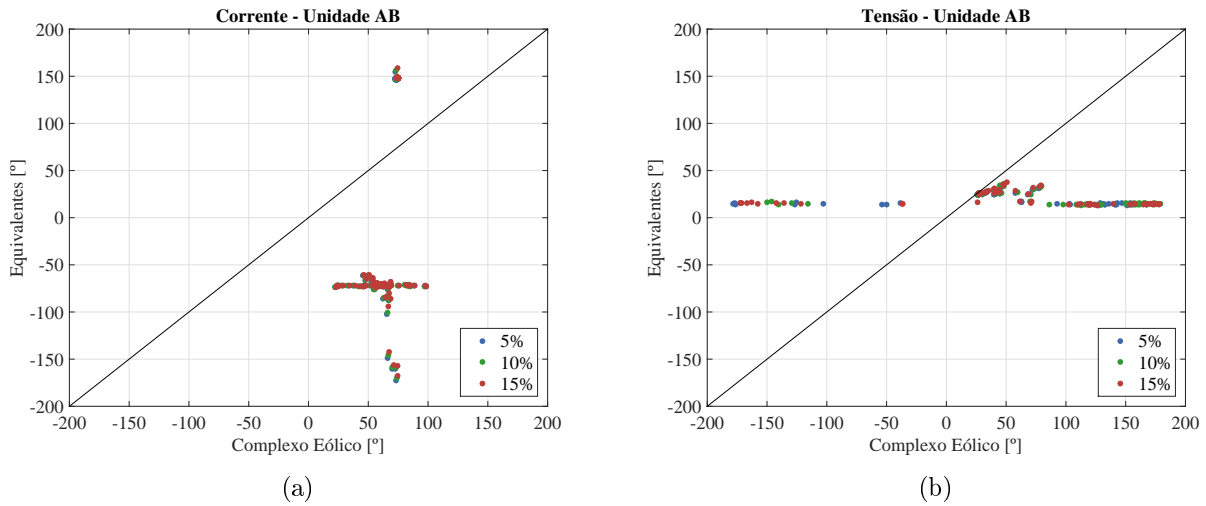 Corrente - Unidade AB
200
150
100
50
0
-50
-100
-150
-200
Equivalentes [º]
5%
10%
15%
-200 -150 -100 -50 0 50 100 150 200
Complexo Eólico [º]
(a)
Tensão - Unidade AB
200
150
100
50
0
-50
-100
-150
-200
Equivalentes [º]
5%
10%
15%
-200 -150 -100 -50 0 50 100 150 200
Complexo Eólico [º]
(b)